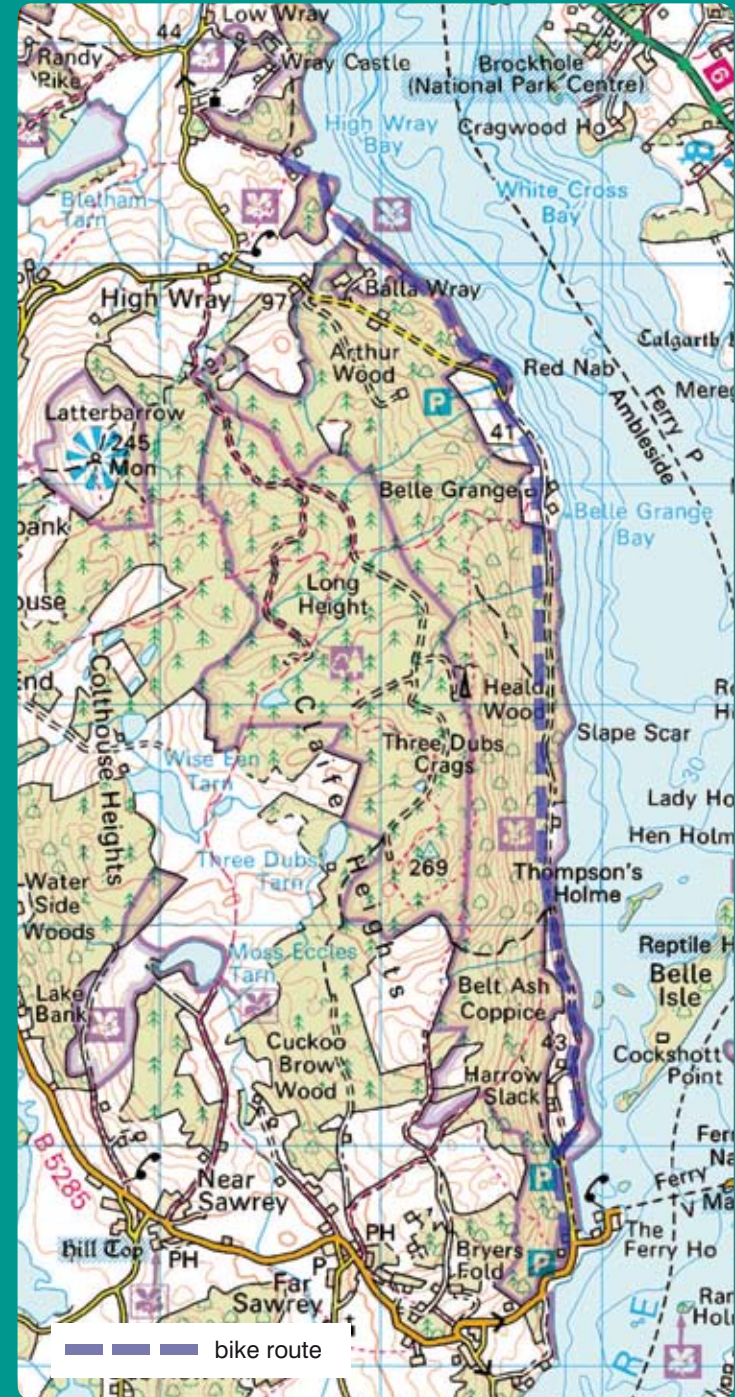 Low Wray
44
Randy
Pike
Wray Castle
Brockhole
(National Park Centre)
6
High Wray
Bay
Cragwood Ho
Bletham
Tarn
White Cross
Bay
High Wray
97
Balla Wray
Arthur
Wood
Red Nab
Calgarth
P
Latterbarrow
245
Mon
41
Ferry P
Ambleside
Belle Grange
Belle Grange
Bay
Long
Height
Colthouse Heights
Claife Heights
Heald
Wood
Slape Scar
30
Three Dubs
Crags
Wise Een
Tarn
Lady Ho
Hen Holm
Three Dubs
Tarn
269
Thompson's
Holme
Water
Side
Woods
Moss Eccles
Tarn
Reptile H
Belle
Isle
Lake
Bank
Belt Ash
Coppice
43
Cuckoo
Brow
Wood
Harrow
Slack
Cockshott
Point
B 5285
P
Near
Sawrey
Ferry
V
The
Ferry Ho
Hill Top
PH
PH
P
Bryers
Fold
P
Far
Sawrey
R E
bike route